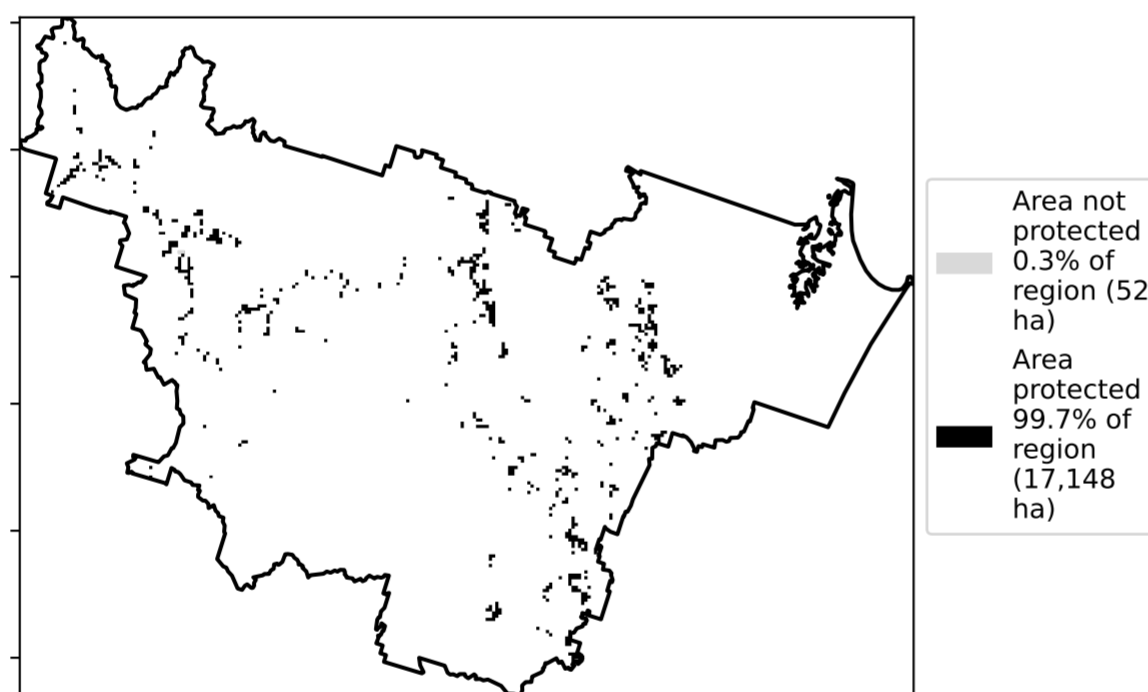 Area not
protected
0.3% of
region (52
ha)
Area
protected
99.7% of
region
(17,148
ha)